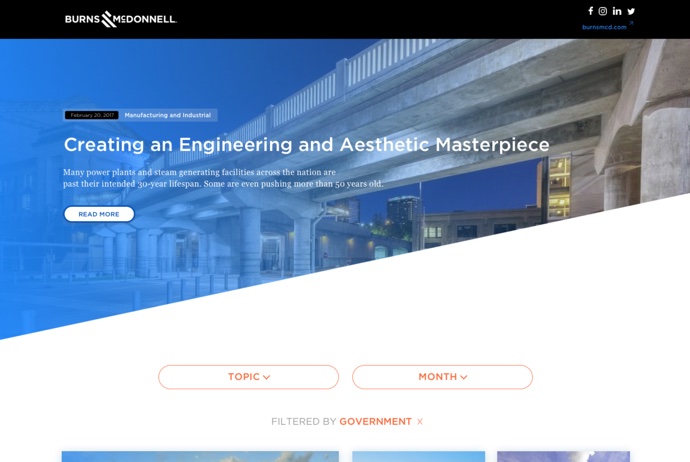 BURNS McDONNELL
burnsmcd.com
February 20, 2017 Manufacturing and Industrial
Creating an Engineering and Aesthetic Masterpiece
Many power plants and steam generating facilities across the nation are
past their intended 30-year lifespan. Some are even pushing more than 50 years old.
READ MORE
TOPIC MONTH
FILTERED BY GOVERNMENT X